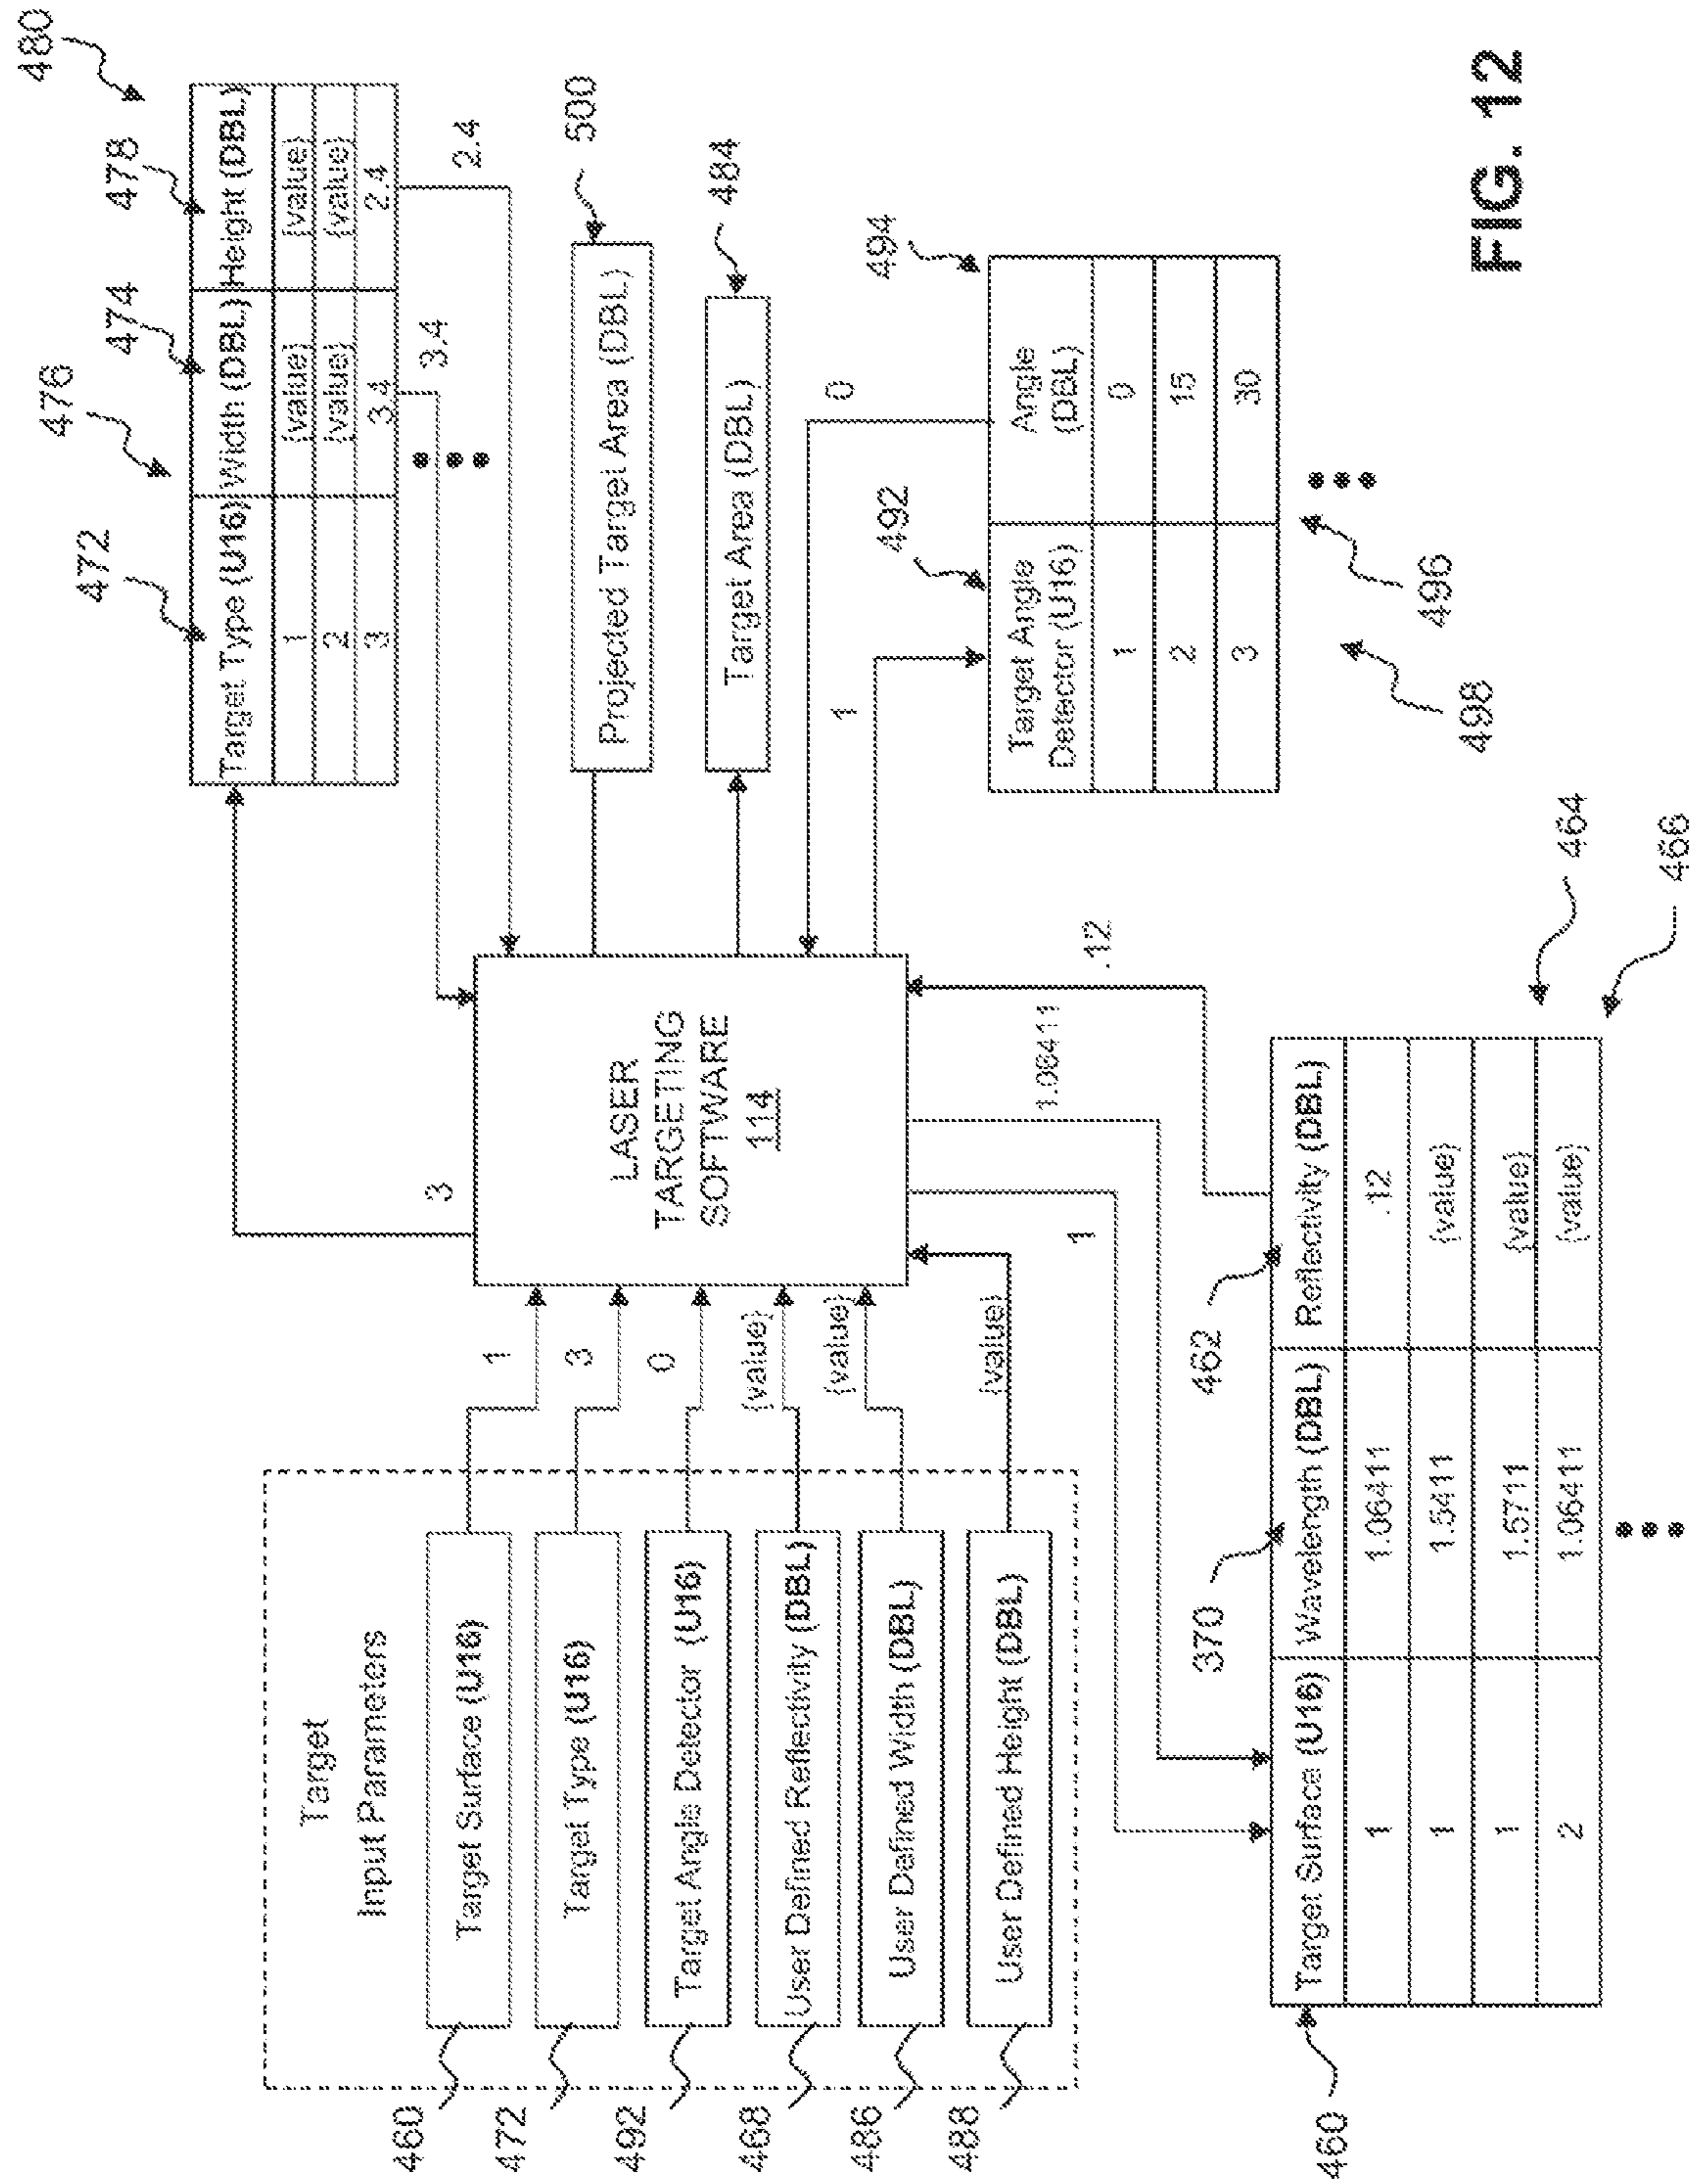 Target
Input Parameters
460
Target Surface (U16)
1
472
Target Type (U16)
3
492
Target Angle Detector (U16)
0
468
User Defined Reflectivity (DBL)
{value}
486
User Defined Width (DBL)
{value}
488
User Defined Height (DBL)
{value}
LASER
TARGETING
SOFTWARE
114
3
472
476
474
478
480
Target Type (U16) Width (DBL) Height (DBL)
1 {value} {value}
2 {value} {value}
3 3.4 2.4
3.4
2.4
Projected Target Area (DBL)
500
Target Area (DBL)
484
0
1
492
494
Target Angle
Detector (U16)
Angle
(DBL)
1 0
2 15
3 30
498
496
1
1.06411
.12
460
370
462
Target Surface (U16) Wavelength (DBL) Reflectivity (DBL)
1 1.06411 .12
1 1.5411 {value}
1 1.5711 {value}
2 1.06411 {value}
464
466
FIG. 12